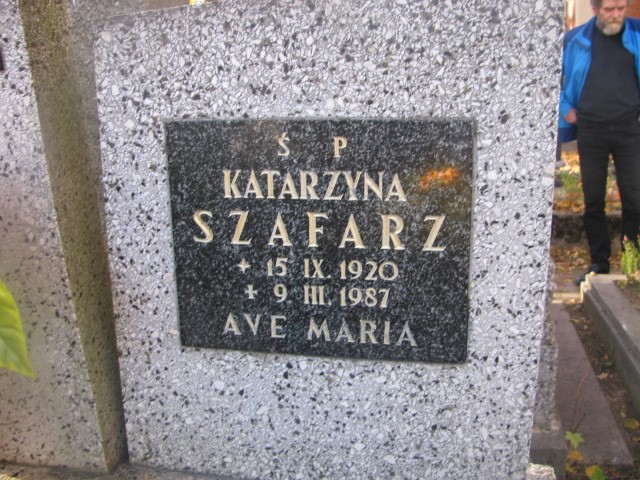 Ś P
KATARZYNA
SZAFARZ
+ 15 IX. 1920
+ 9 III. 1987
AVE MARIA